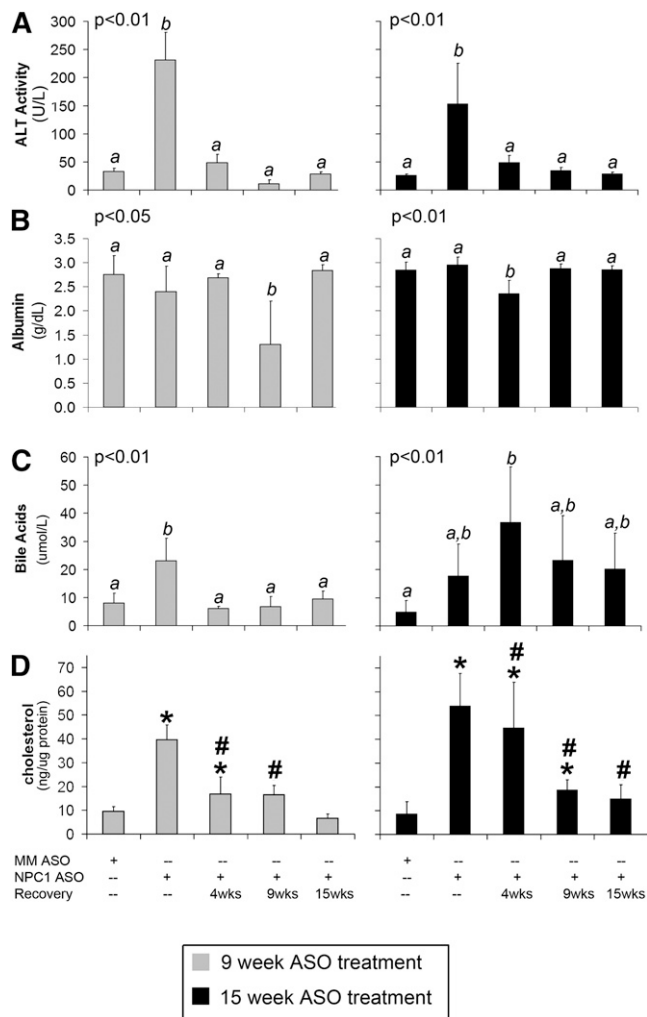 A
p<0.01
p<0.01
ALT Activity
(U/L)
300
250
200
150
100
50
0
a
b
a
a
a
a
b
a
a
a
B
p<0.05
p<0.01
Albumin
(g/dL)
3.5
3.0
2.5
2.0
1.5
1.0
0.5
0.0
a
a
a
b
a
a
a
b
a
a
C
p<0.01
p<0.01
Bile Acids
(umol/L)
60
50
40
30
20
10
0
a
b
a
a
a
a
a,b
b
a,b
a,b
D
cholesterol
(ng/ug protein)
70
60
50
40
30
20
10
0
*
#
*
#
*
#
*
#
*
#
MM ASO + -- -- -- -- + -- -- -- --
NPC1 ASO -- + + + + -- + + + +
Recovery -- -- 4wks 9wks 15wks -- -- 4wks 9wks 15wks
9 week ASO treatment
15 week ASO treatment